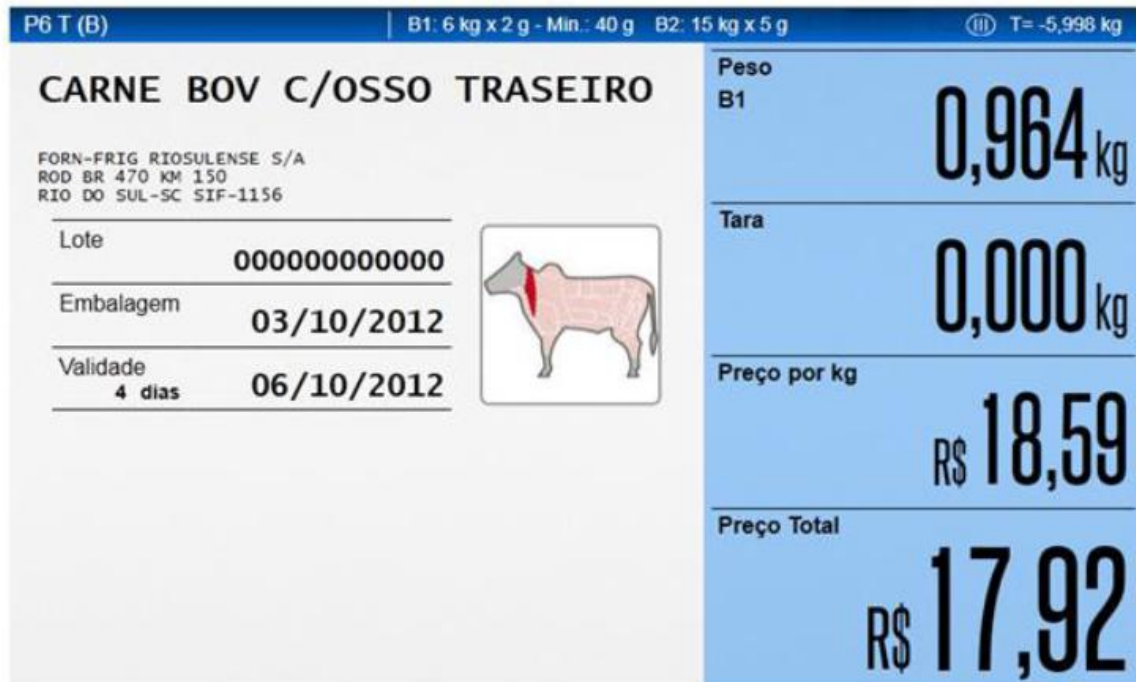 P6 T (B) B1: 6 kg x 2 g - Min.: 40 g B2: 15 kg x 5 g III T= -5,998 kg
CARNE BOV C/OSSO TRASEIRO
FORN-FRIG RIOSULENSE S/A
ROD BR 470 KM 150
RIO DO SUL-SC SIF-1156
Lote
000000000000
Embalagem
03/10/2012
Validade
4 dias 06/10/2012
Peso
B1
0,964 kg
Tara
0,000 kg
Preço por kg
R$ 18,59
Preço Total
R$ 17,92